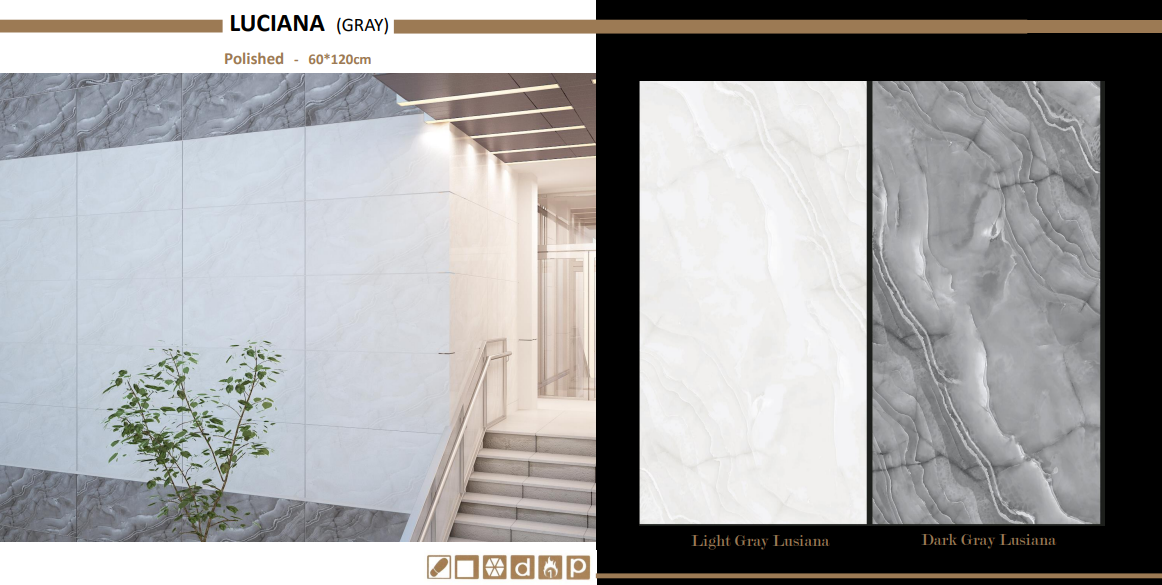 LUCIANA (GRAY)
Polished - 60*120cm
d p
Light Gray Lusiana
Dark Gray Lusiana